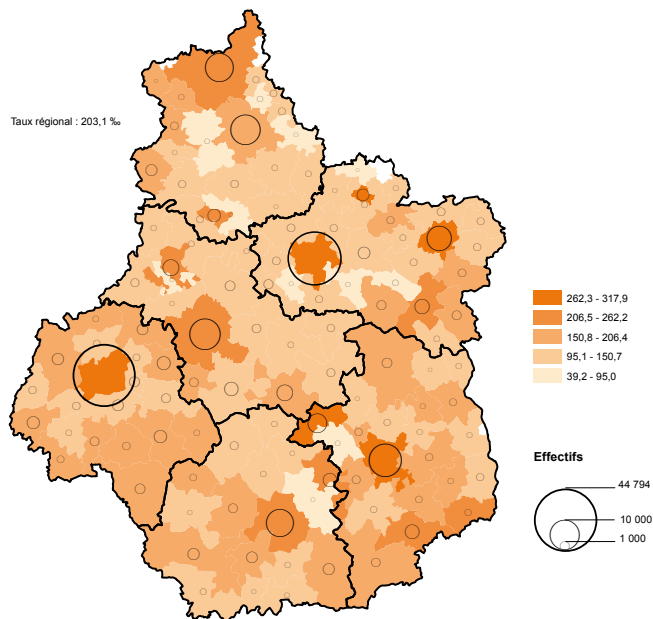 Taux régional : 203,1 ‰
262,3 - 317,9
206,5 - 262,2
150,8 - 206,4
95,1 - 150,7
39,2 - 95,0
Effectifs
44 794
10 000
1 000